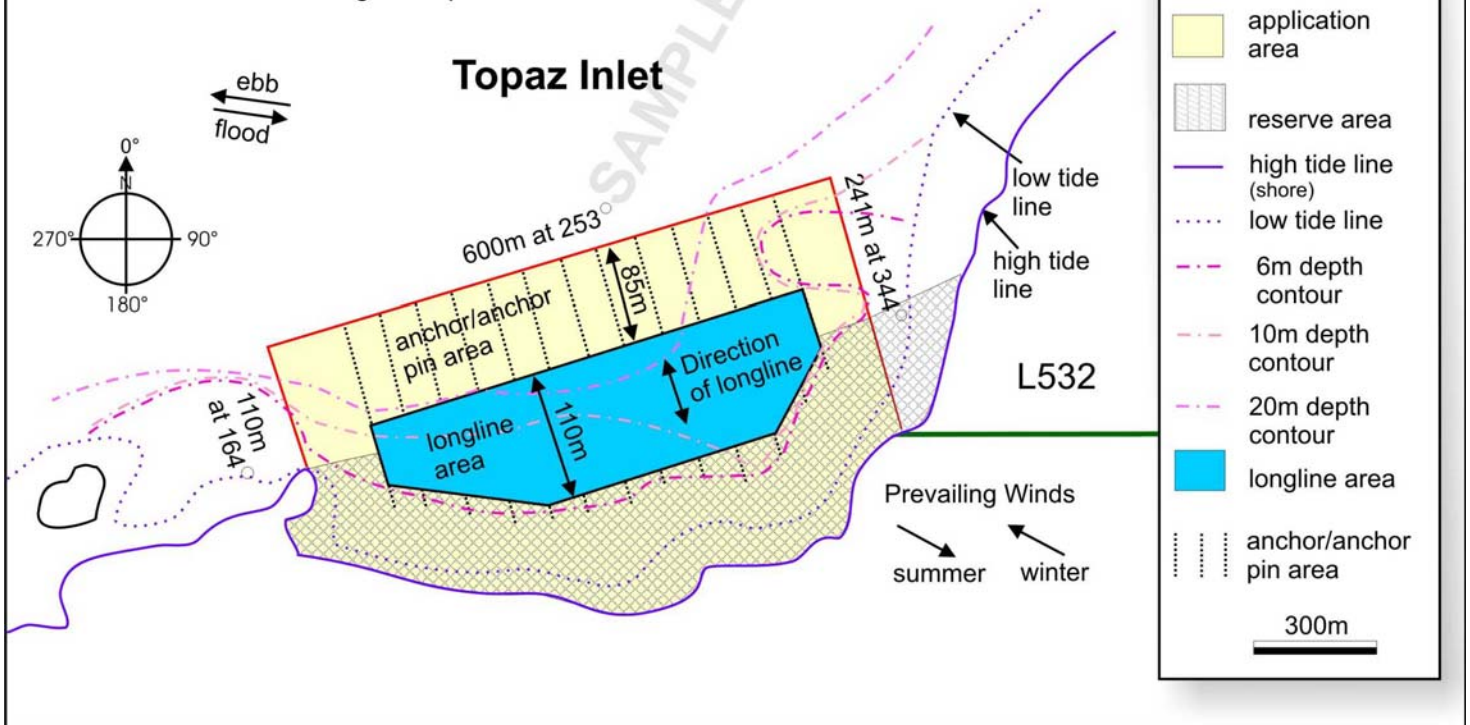 Topaz Inlet
SAMPLE
ebb
flood
0°
N
270°
90°
180°
600m at 253°
241m at 344°
85m
anchor/anchor
pin area
Direction
of longline
110m
longline
area
110m
at 164°
low tide
line
high tide
line
L532
Prevailing Winds
summer
winter
application
area
reserve area
high tide line
(shore)
low tide line
6m depth
contour
10m depth
contour
20m depth
contour
longline area
anchor/anchor
pin area
300m